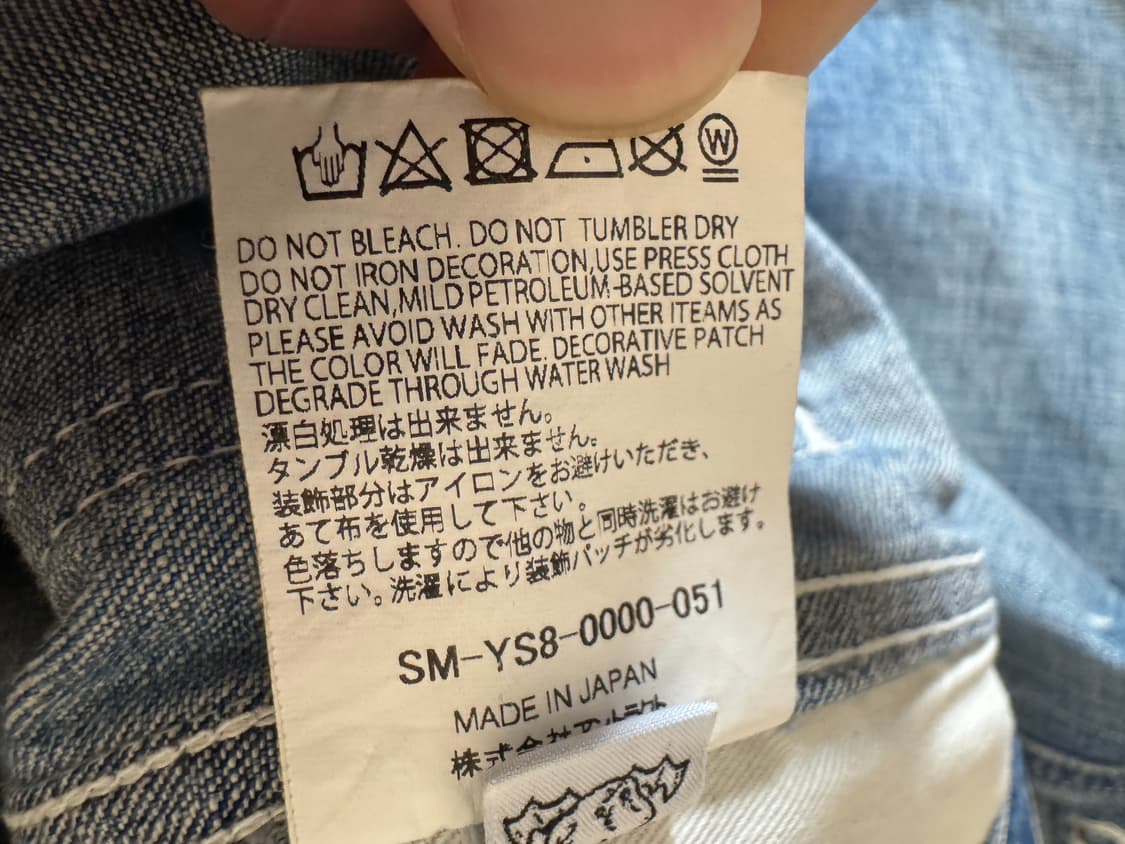 W
DO NOT BLEACH. DO NOT TUMBLER DRY
DO NOT IRON DECORATION,USE PRESS CLOTH
DRY CLEAN,MILD PETROLEUM-BASED SOLVENT
PLEASE AVOID WASH WITH OTHER ITEAMS AS
THE COLOR WILL FADE. DECORATIVE PATCH
DEGRADE THROUGH WATER WASH
漂白処理は出来ません。
タンブル乾燥は出来ません。
装飾部分はアイロンをお避けいただき、
あて布を使用して下さい。
色落ちしますので他の物と同時洗濯はお避け
下さい。洗濯により装飾パッチが劣化します。
SM-YS8-0000-051
MADE IN JAPAN
株式会社